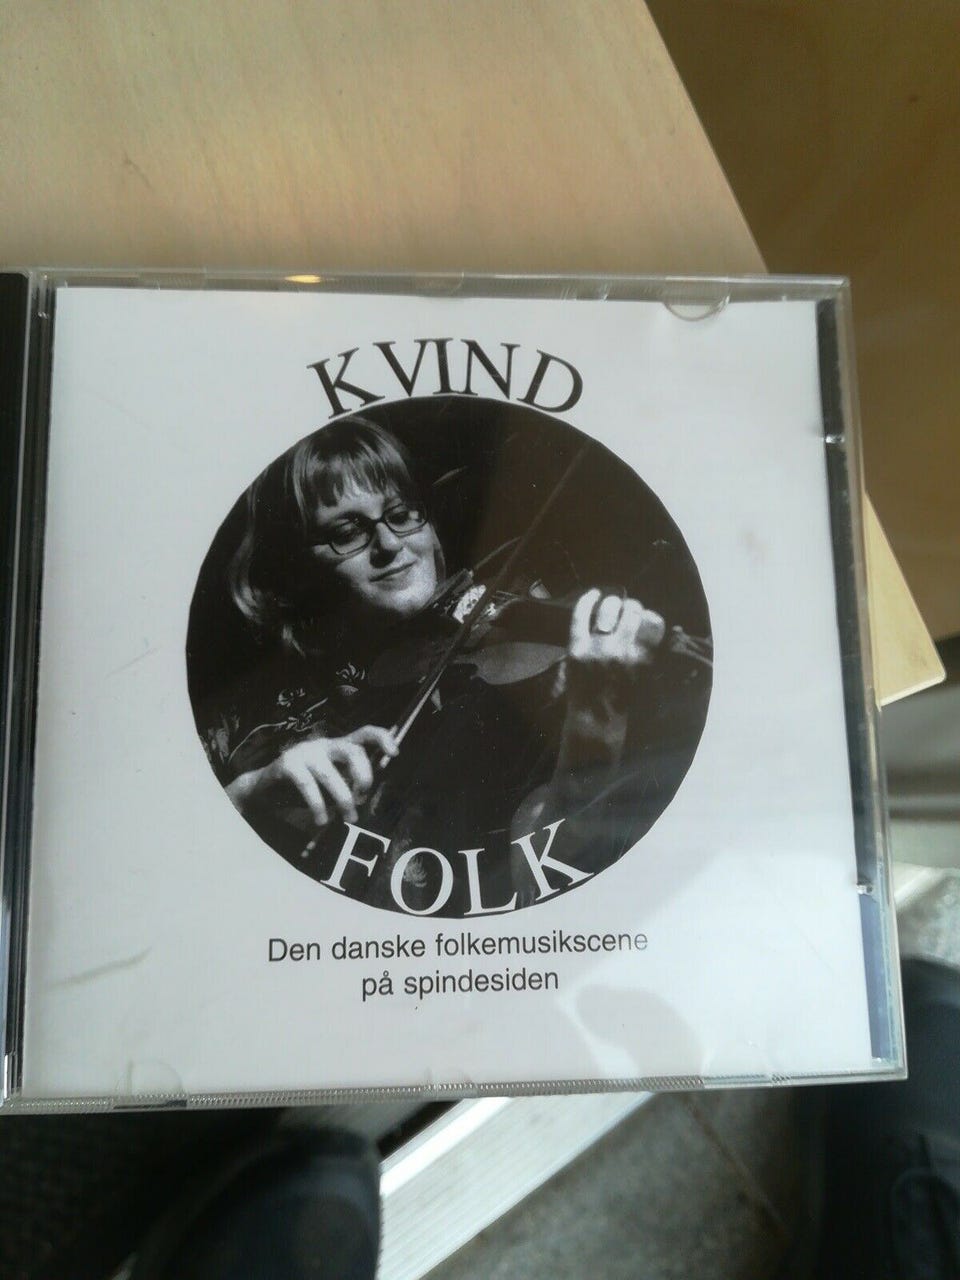 KVIND
FOLK
Den danske folkemusikscene
på spindesiden